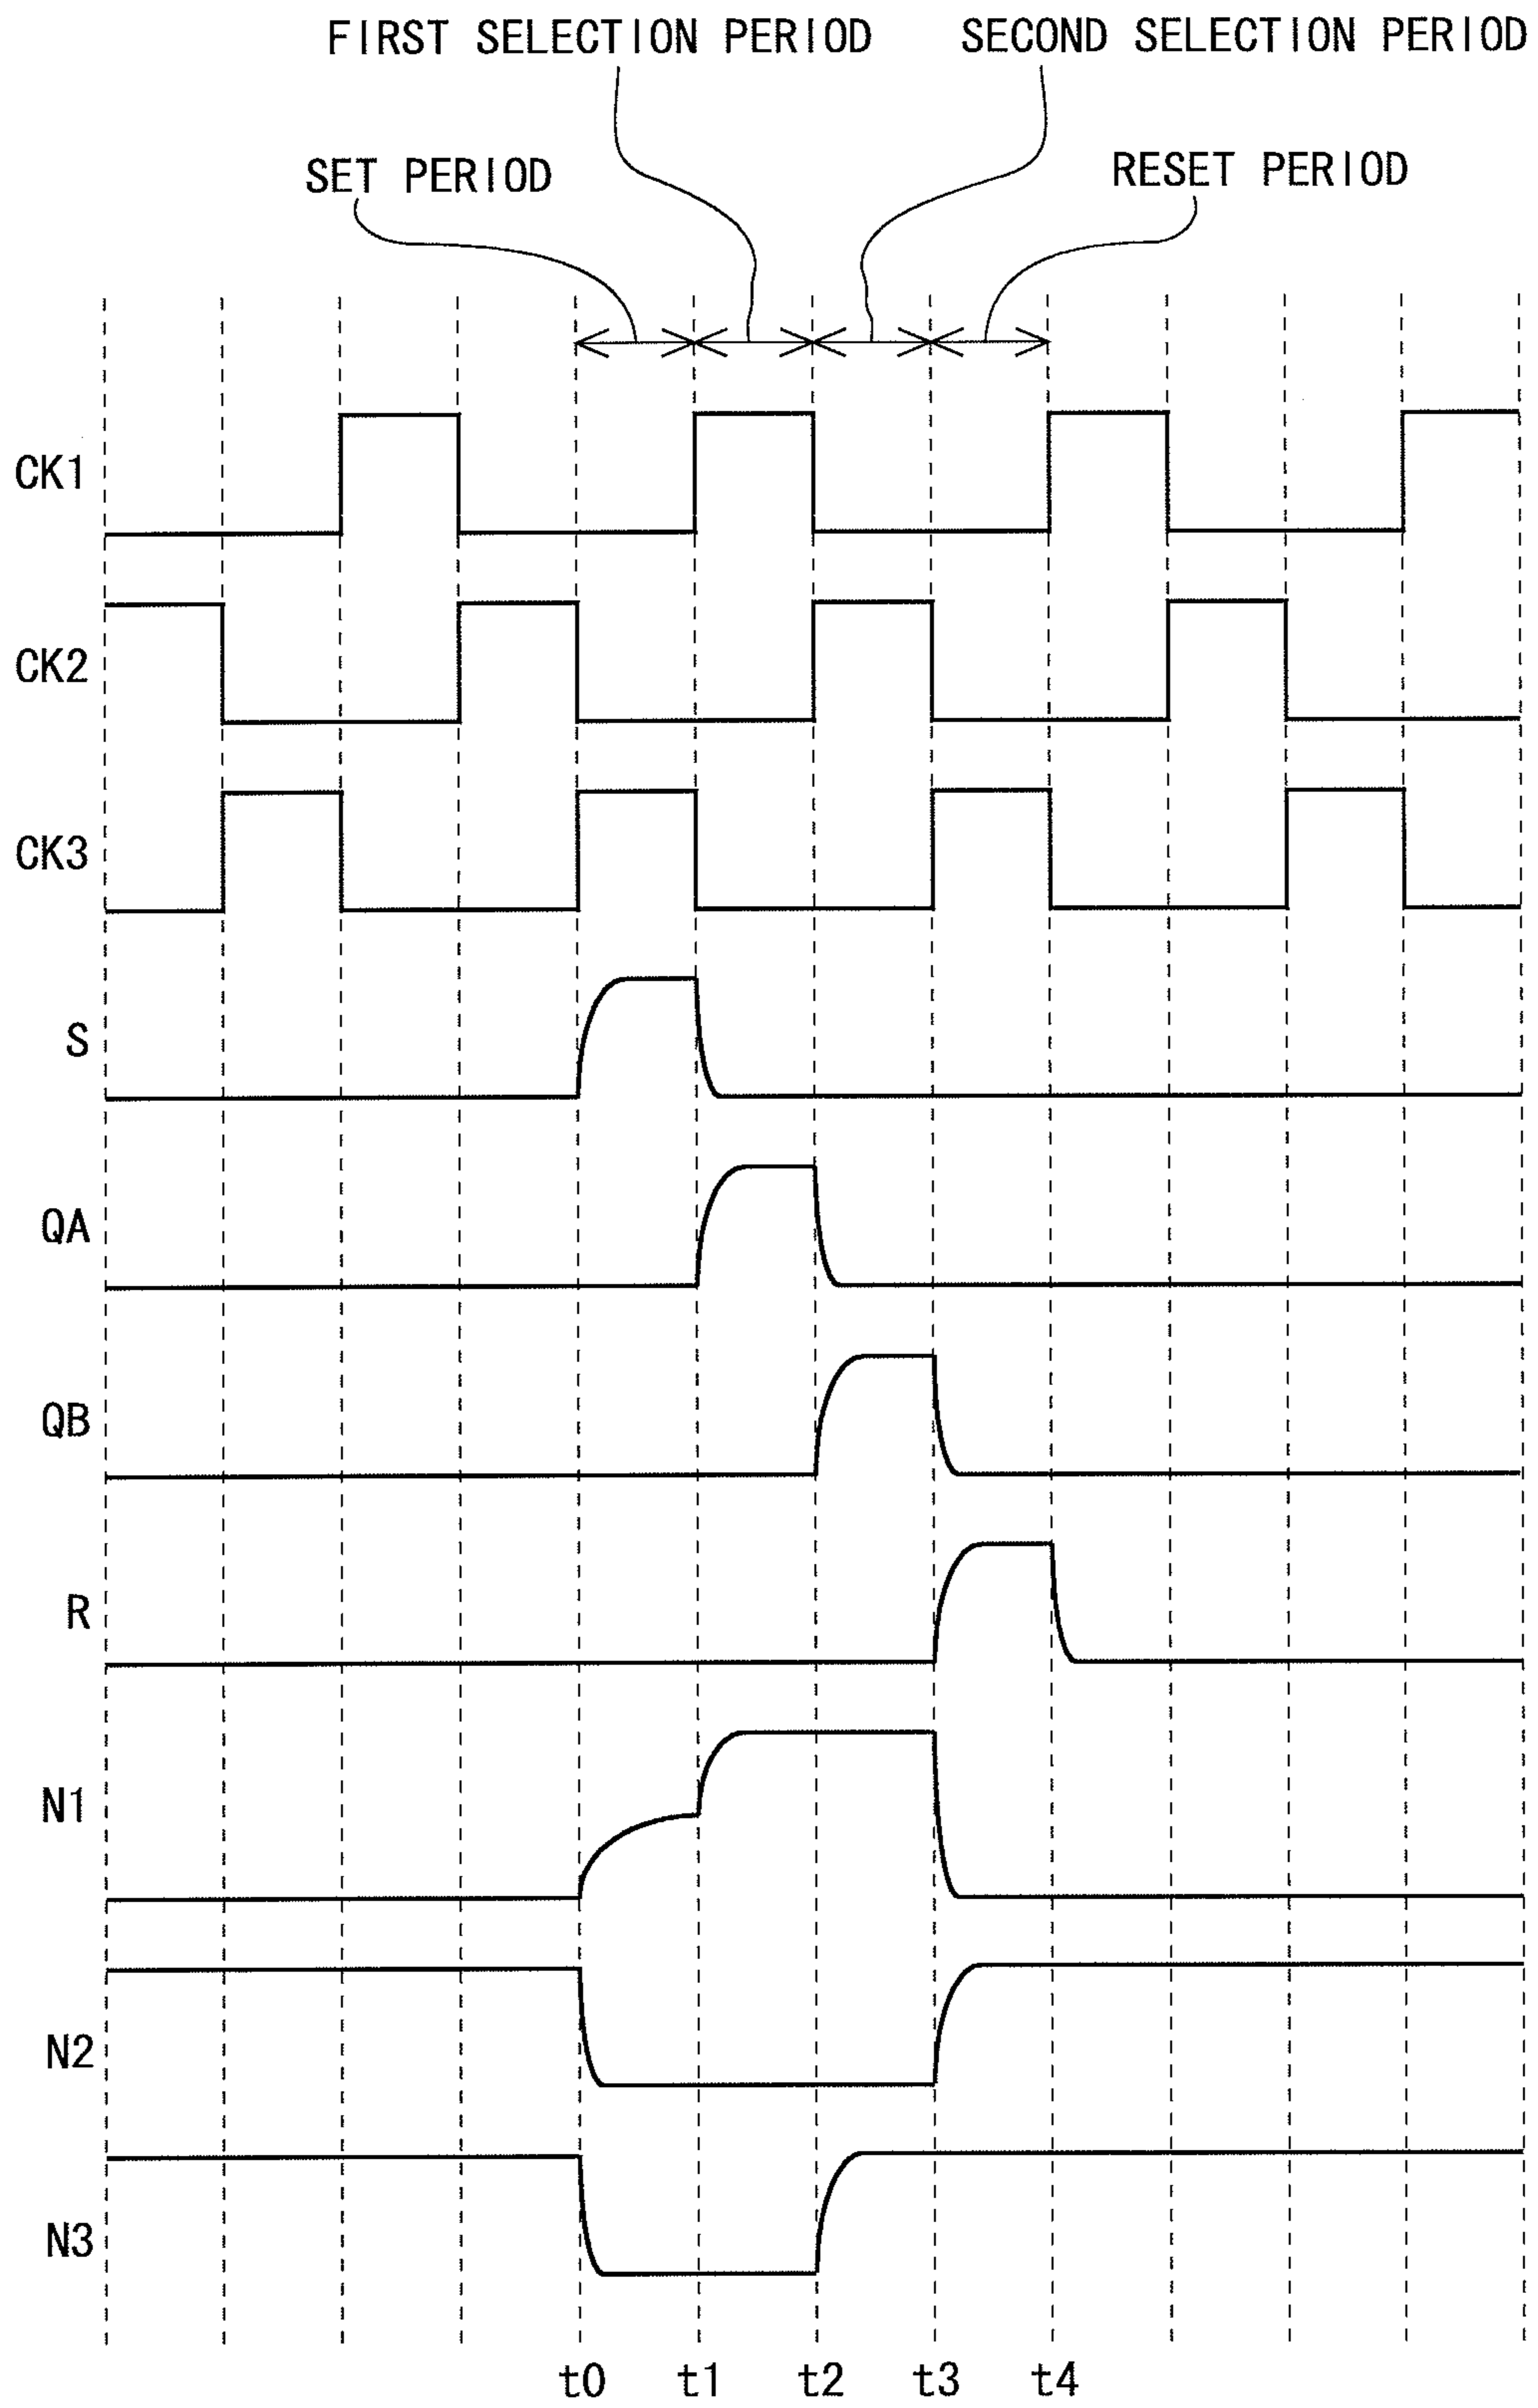 FIRST SELECTION PERIOD
SECOND SELECTION PERIOD
SET PERIOD
RESET PERIOD
CK1
CK2
CK3
S
QA
QB
R
N1
N2
N3
t0 t1 t2 t3 t4